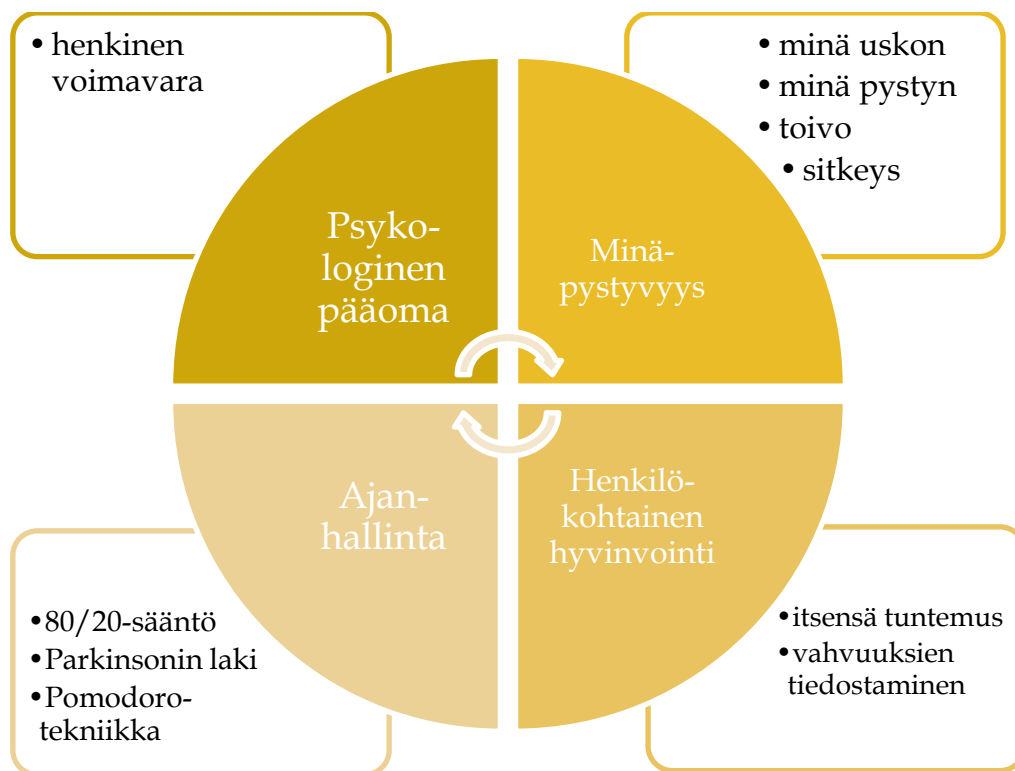 • henkinen
voimavara
• minä uskon
• minä pystyn
• toivo
• sitkeys
Psyko-
loginen
pääoma
Minä-
pystyvyys
Ajan-
hallinta
Henkilö-
kohtainen
hyvinvointi
•80/20-sääntö
•Parkinsonin laki
•Pomodoro-
tekniikka
•itsensä tuntemus
•vahvuuksien
tiedostaminen